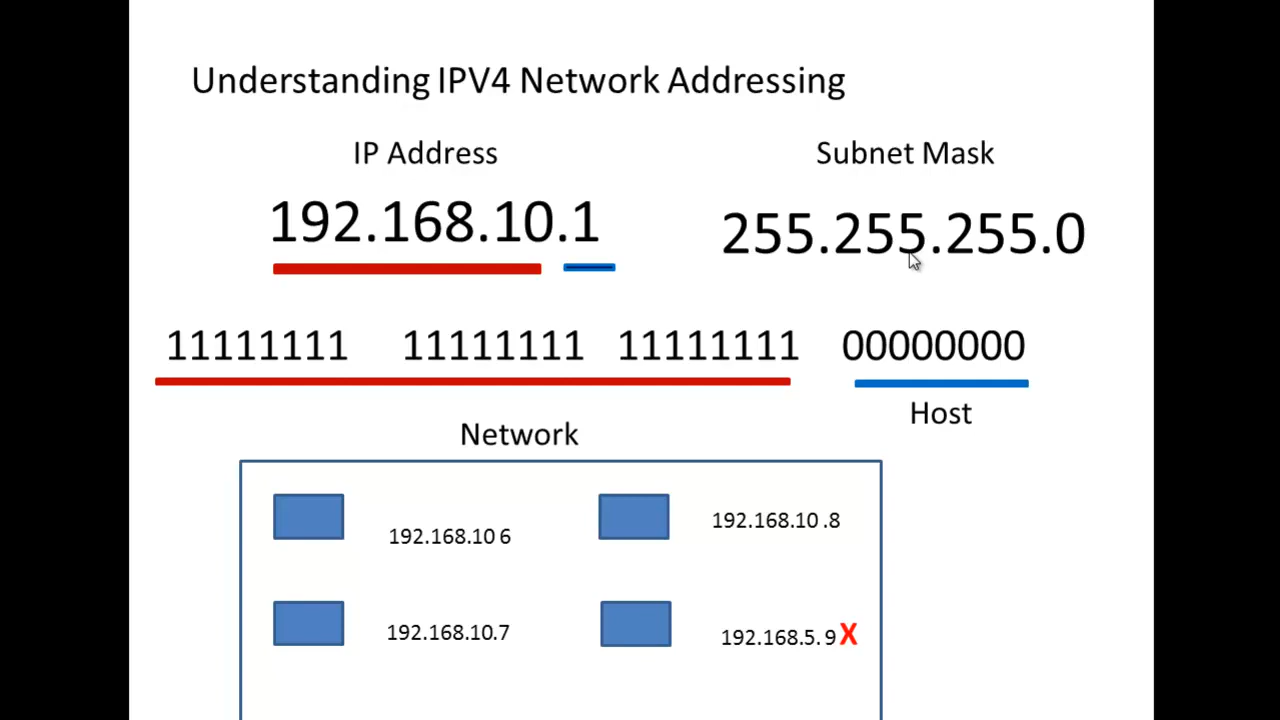 Understanding IPV4 Network Addressing
IP Address
Subnet Mask
192.168.10.1
255.255.255.0
11111111 11111111 11111111 00000000
Host
Network
192.168.10 6
192.168.10 .8
192.168.10.7
192.168.5. 9 X